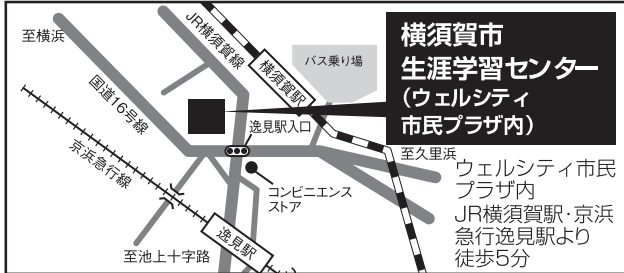 至横浜
JR横須賀線
横須賀駅
バス乗り場
国道16号線
京浜急行線
逸見駅入口
至久里浜
コンビニエンス
ストア
逸見駅
至池上十字路
横須賀市
生涯学習センター
(ウェルシティ
市民プラザ内)
ウェルシティ市民
プラザ内
JR横須賀駅・京浜
急行逸見駅より
徒歩5分